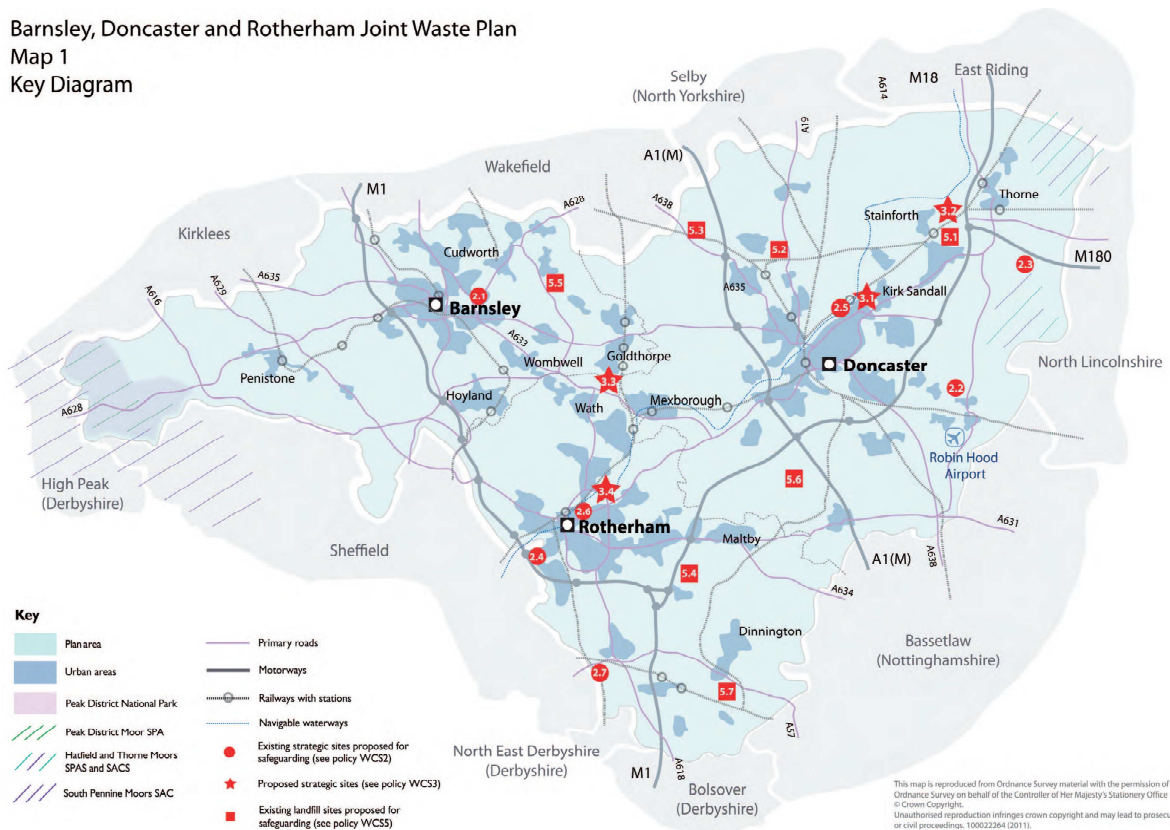 Barnsley, Doncaster and Rotherham Joint Waste Plan
Map 1
Key Diagram
Selby
(North Yorkshire)
A614
M18
East Riding
A19
A1(M)
Wakefield
M1
A628
A638
Thorne
3.2
Stainforth
5.3
5.1
5.2
Kirklees
Cudworth
M180
2.3
A635
A629
A616
5.5
A635
Kirk Sandall
2.1
3.1
2.5
Barnsley
A633
Wombwell
Goldthorpe
North Lincolnshire
Doncaster
Penistone
3.3
2.2
Hoyland
Mexborough
A628
Wath
Robin Hood
Airport
High Peak
(Derbyshire)
5.6
3.4
2.6
Rotherham
A631
Maltby
Sheffield
2.4
A1(M)
A638
5.4
A634
Dinnington
Bassetlaw
(Nottinghamshire)
2.7
5.7
A57
North East Derbyshire
(Derbyshire)
M1
A618
Bolsover
(Derbyshire)
Key
Plan area
Urban areas
Peak District National Park
Peak District Moor SPA
Hatfield and Thorne Moors
SPAS and SACS
South Pennine Moors SAC
Primary roads
Motorways
Railways with stations
Navigable waterways
Existing strategic sites proposed for
safeguarding (see policy WCS2)
Proposed strategic sites (see policy WCS3)
Existing landfill sites proposed for
safeguarding (see policy WCS5)
This map is reproduced from Ordnance Survey material with the permission of
Ordnance Survey on behalf of the Controller of Her Majesty's Stationery Office
© Crown Copyright.
Unauthorised reproduction infringes crown copyright and may lead to prosecu
or civil proceedings. 100022264 (2011).